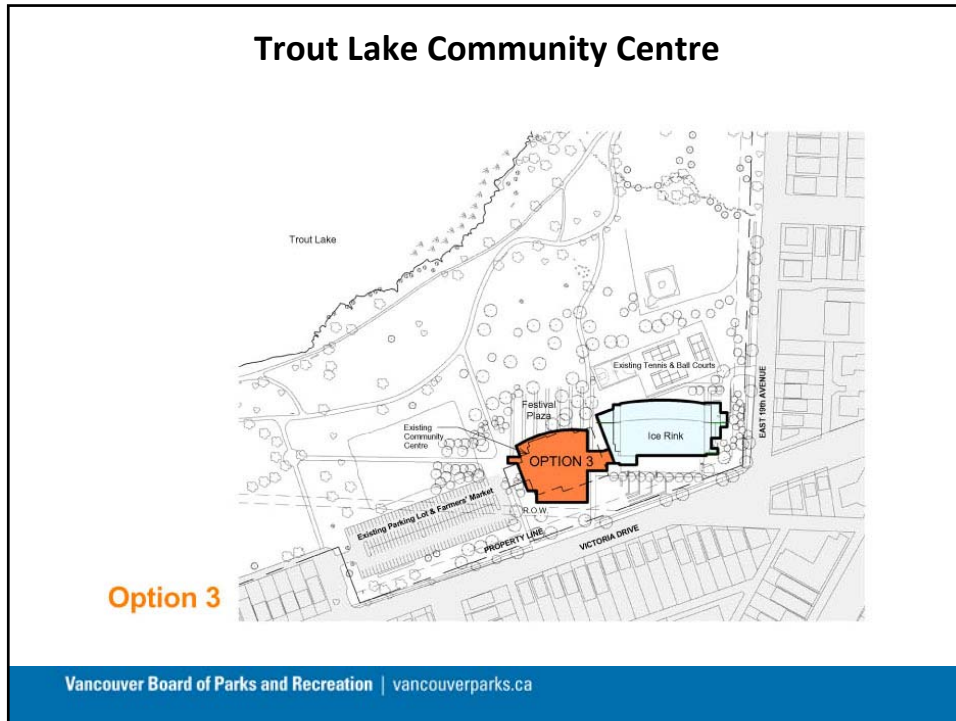 Trout Lake Community Centre
Trout Lake
Existing Tennis & Ball Courts
EAST 19th AVENUE
Festival
Plaza
Existing
Community
Centre
Ice Rink
OPTION 3
Existing Parking Lot & Farmers' Market
R.O.W.
PROPERTY LINE
VICTORIA DRIVE
Option 3
Vancouver Board of Parks and Recreation | vancouverparks.ca